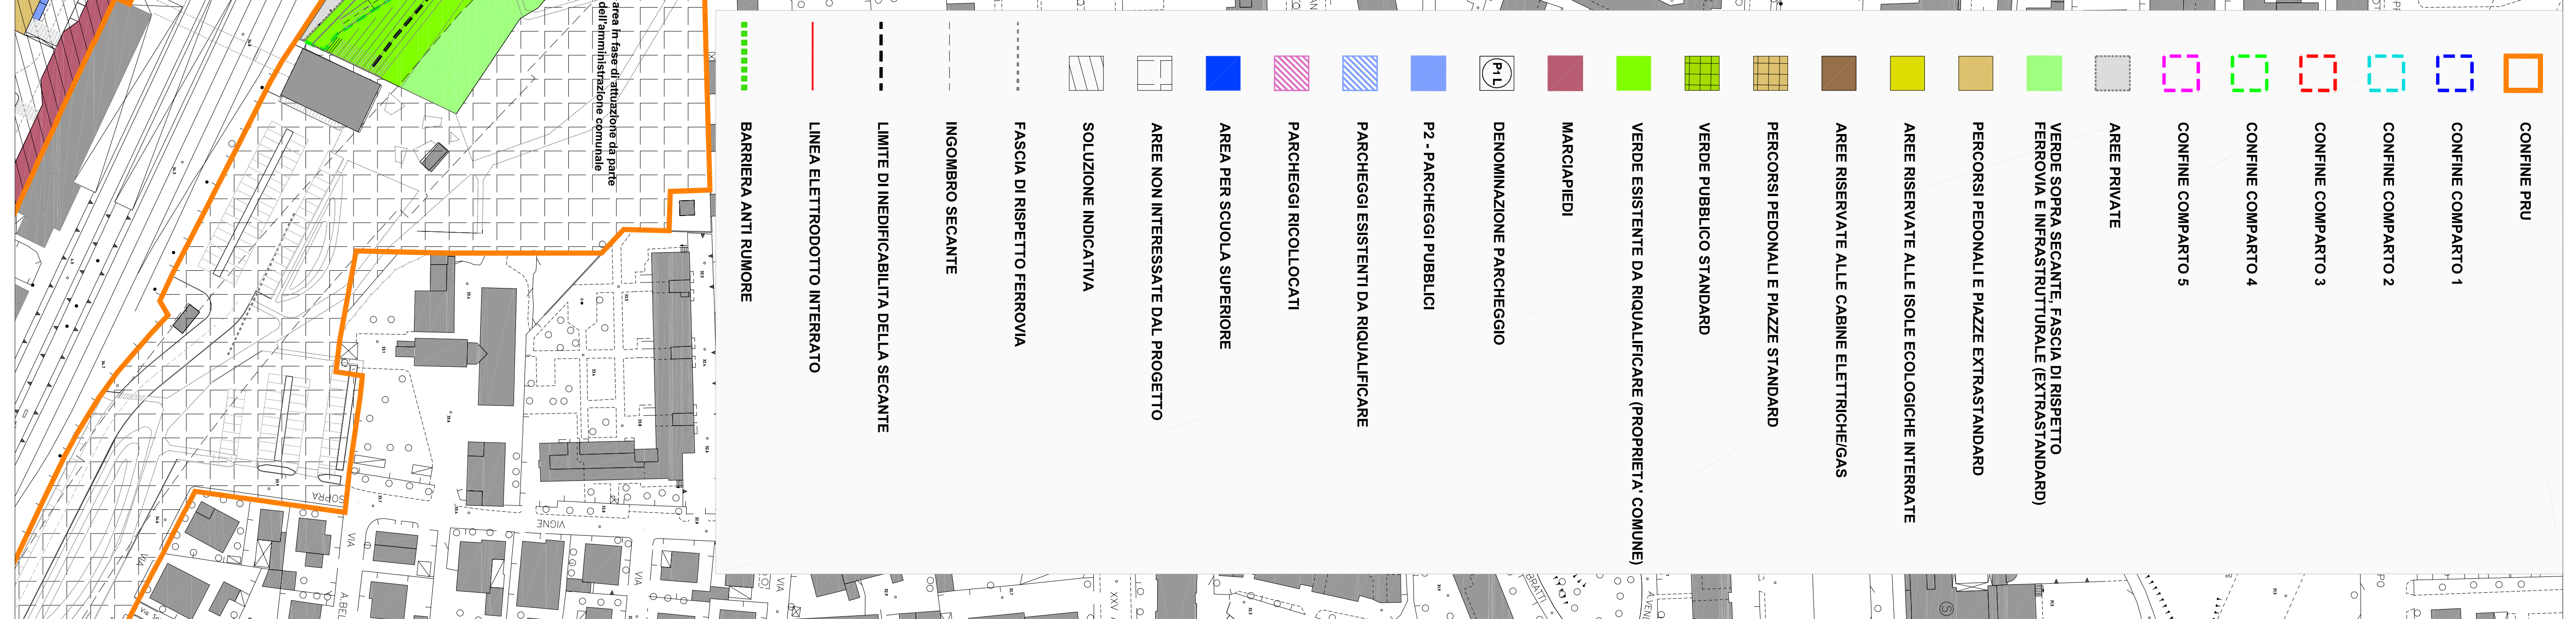 CONFINE PRU
CONFINE COMPARTO 1
CONFINE COMPARTO 2
CONFINE COMPARTO 3
CONFINE COMPARTO 4
CONFINE COMPARTO 5
AREE PRIVATE
VERDE SOPRA SECANTE, FASCIA DI RISPETTO
FERROVIA E INFRASTRUTTURALE (EXTRASTANDARD)
PERCORSI PEDONALI E PIAZZE EXTRASTANDARD
AREE RISERVATE ALLE ISOLE ECOLOGICHE INTERRATE
AREE RISERVATE ALLE CABINE ELETTRICHE/GAS
PERCORSI PEDONALI E PIAZZE STANDARD
VERDE PUBBLICO STANDARD
VERDE ESISTENTE DA RIQUALIFICARE (PROPRIETA' COMUNE)
MARCIAPIEDI
P1L DENOMINAZIONE PARCHEGGIO
P2 - PARCHEGGI PUBBLICI
PARCHEGGI ESISTENTI DA RIQUALIFICARE
PARCHEGGI RICOLLOCATI
AREA PER SCUOLA SUPERIORE
AREE NON INTERESSATE DAL PROGETTO
SOLUZIONE INDICATIVA
FASCIA DI RISPETTO FERROVIA
INGOMBRO SECANTE
LIMITE DI INEDIFICABILITA DELLA SECANTE
LINEA ELETTRODOTTO INTERRATO
BARRIERA ANTI RUMORE
area in fase di attuazione da parte
dell'amministrazione comunale
SOPRA
VIGNE
VIA
VIA
VIA
VIA
XXV